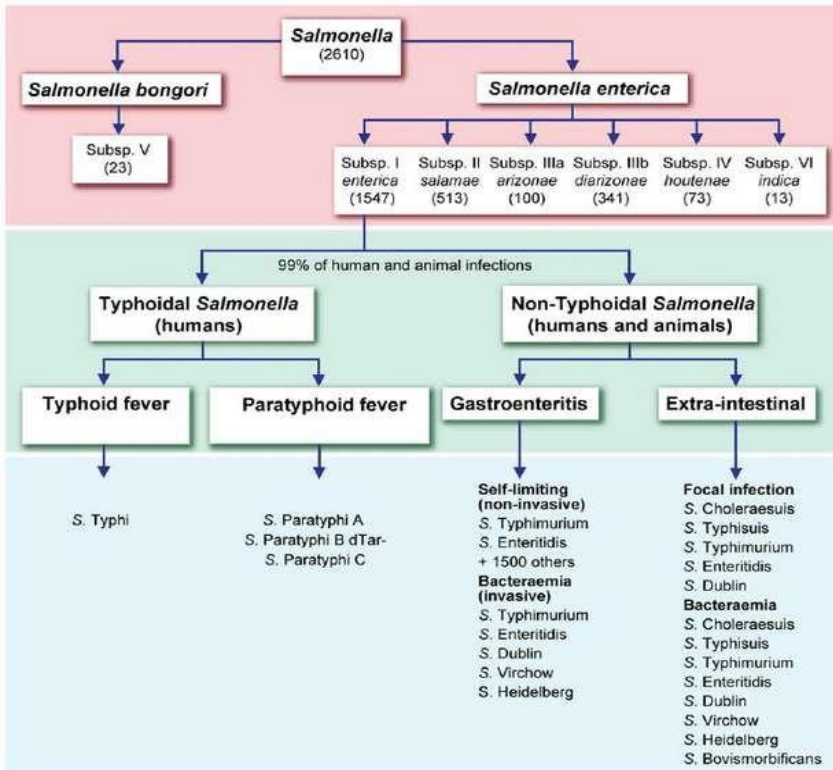 Salmonella
(2610)
Salmonella bongori
Salmonella enterica
Subsp. V
(23)
Subsp. I
enterica
(1547)
Subsp. II
salamae
(513)
Subsp. IIIa
arizonae
(100)
Subsp. IIIb
diarizonae
(341)
Subsp. IV
houtenae
(73)
Subsp. VI
indica
(13)
99% of human and animal infections
Typhoidal Salmonella
(humans)
Non-Typhoidal Salmonella
(humans and animals)
Typhoid fever
Paratyphoid fever
Gastroenteritis
Extra-intestinal
S. Typhi
S. Paratyphi A
S. Paratyphi B dTar-
S. Paratyphi C
Self-limiting
(non-invasive)
S. Typhimurium
S. Enteritidis
+ 1500 others
Bacteraemia
(invasive)
S. Typhimurium
S. Enteritidis
S. Dublin
S. Virchow
S. Heidelberg
Focal infection
S. Choleraesuis
S. Typhisuis
S. Typhimurium
S. Enteritidis
S. Dublin
Bacteraemia
S. Choleraesuis
S. Typhisuis
S. Typhimurium
S. Enteritidis
S. Dublin
S. Virchow
S. Heidelberg
S. Bovismorbificans